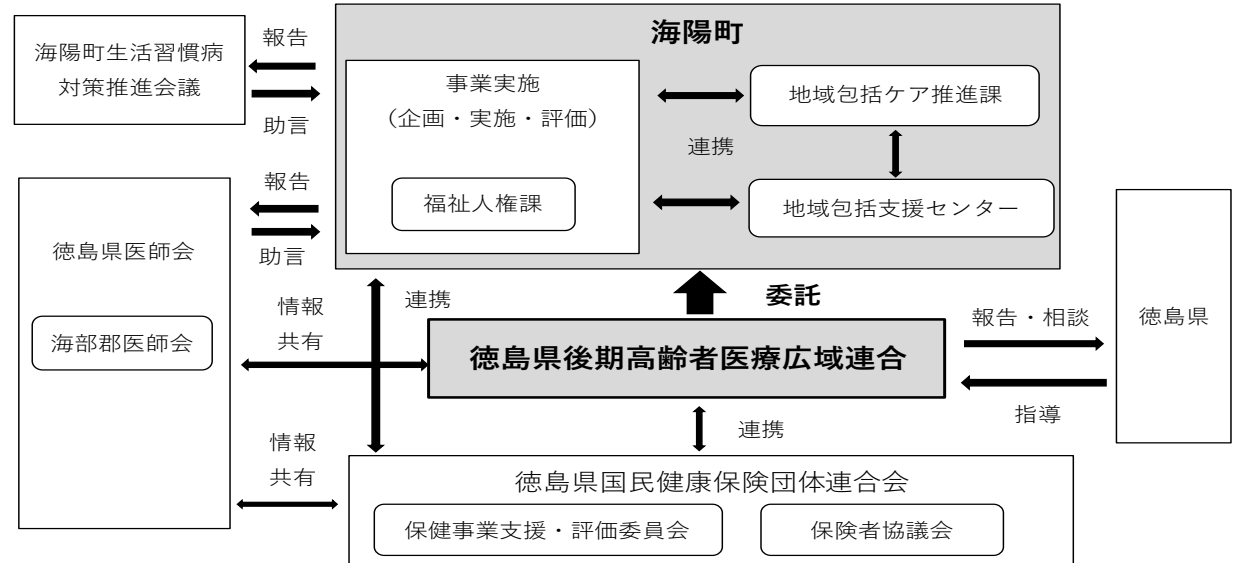 海陽町
海陽町生活習慣病
対策推進会議
報告
助言
事業実施
(企画・実施・評価)
福祉人権課
地域包括ケア推進課
連携
地域包括支援センター
報告
助言
徳島県医師会
海部郡医師会
情報
共有
連携
委託
徳島県後期高齢者医療広域連合
報告・相談
指導
徳島県
情報
共有
連携
徳島県国民健康保険団体連合会
保健事業支援・評価委員会
保険者協議会